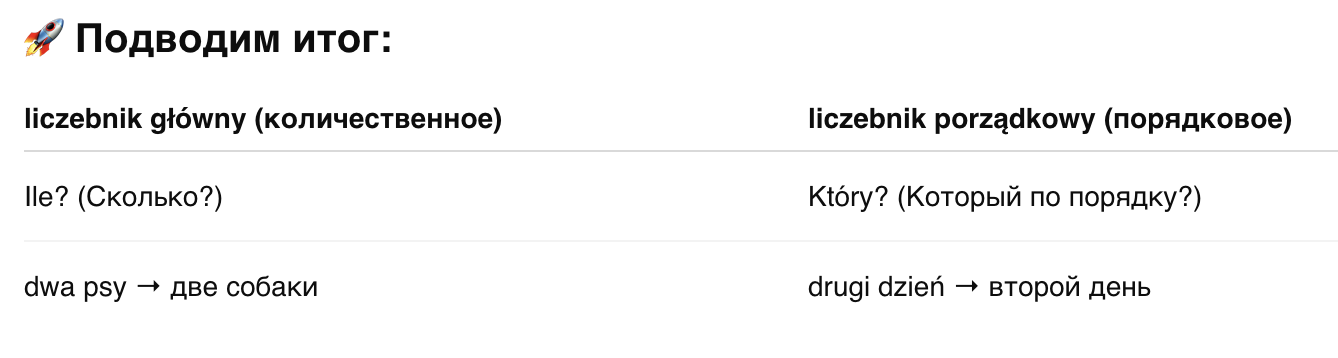 🚀 Подводим итог:
liczebnik główny (количественное) liczebnik porządkowy (порядковое)
Ile? (Сколько?) Który? (Который по порядку?)
dwa psy → две собаки drugi dzień → второй день